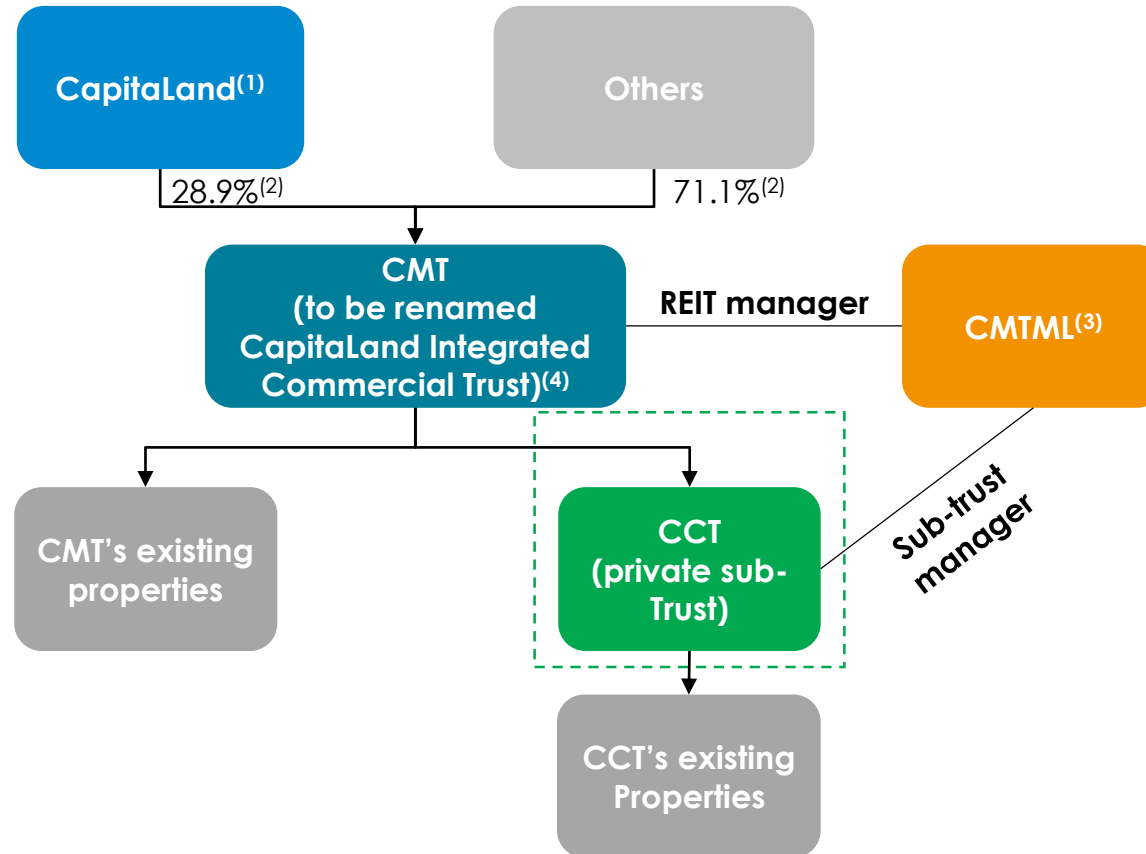 CapitaLand(1)
Others
28.9%(2)
71.1%(2)
CMT
(to be renamed
CapitaLand Integrated
Commercial Trust)(4)
REIT manager
CMTML(3)
Sub-trust
manager
CMT’s existing
properties
CCT
(private sub-
Trust)
CCT’s existing
Properties